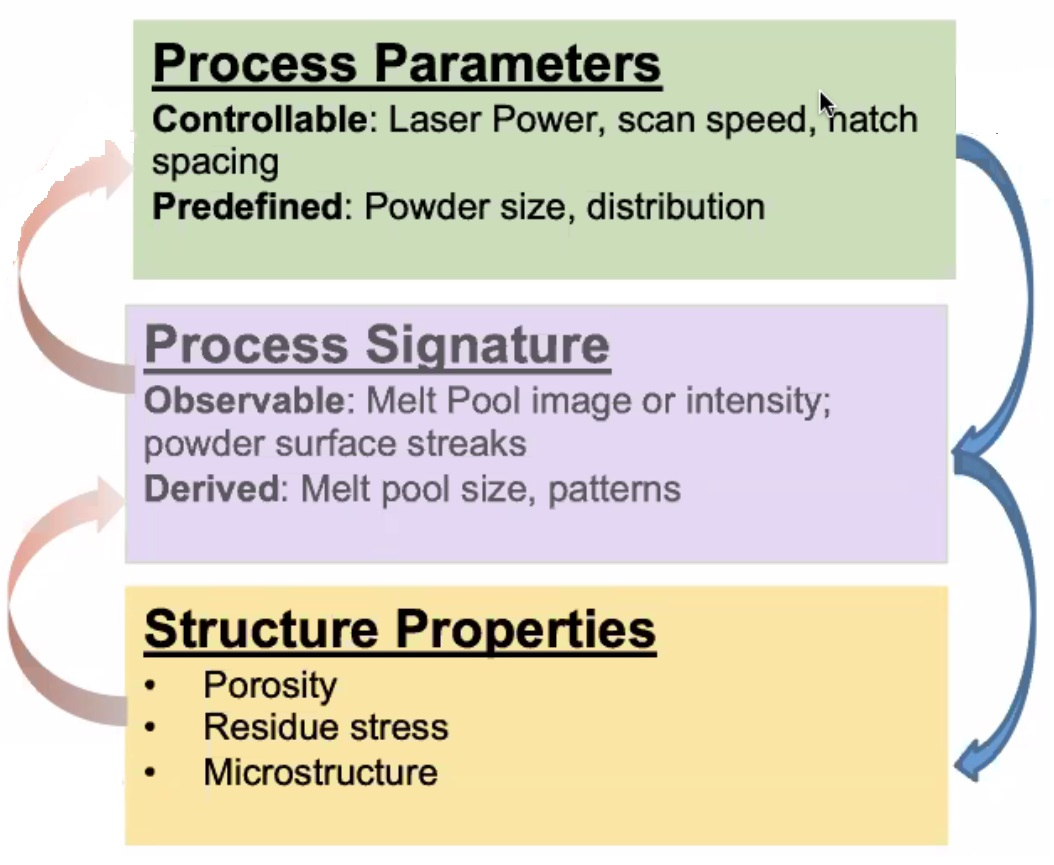 Process Parameters
Controllable: Laser Power, scan speed, hatch
spacing
Predefined: Powder size, distribution
Process Signature
Observable: Melt Pool image or intensity;
powder surface streaks
Derived: Melt pool size, patterns
Structure Properties
• Porosity
• Residue stress
• Microstructure